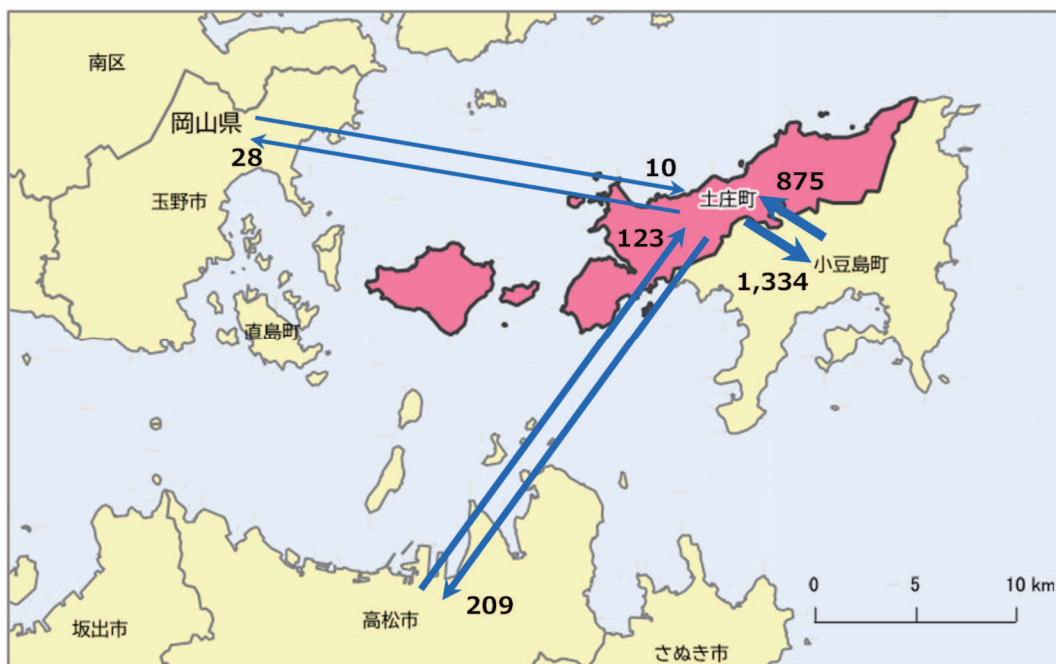 南区
岡山県
28
玉野市
10
土庄町
875
123
小豆島町
1,334
直島町
209
高松市
坂出市
さぬき市
0 5 10 km